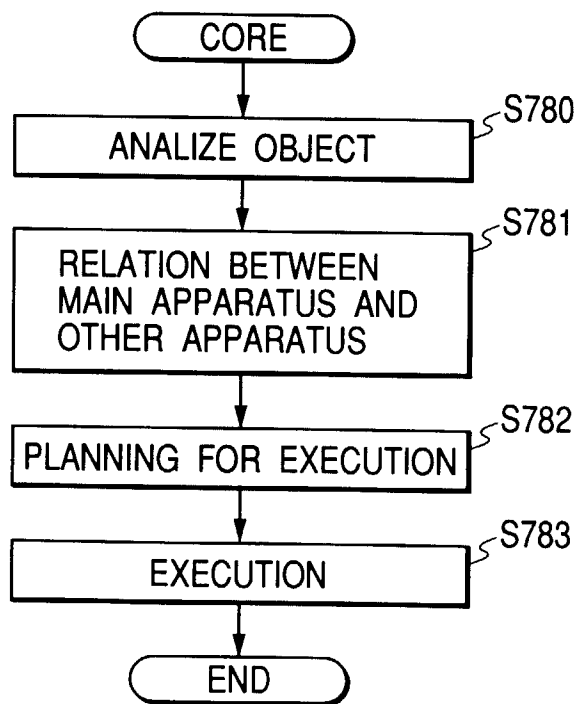 CORE
S780
ANALIZE OBJECT
S781
RELATION BETWEEN
MAIN APPARATUS AND
OTHER APPARATUS
S782
PLANNING FOR EXECUTION
S783
EXECUTION
END